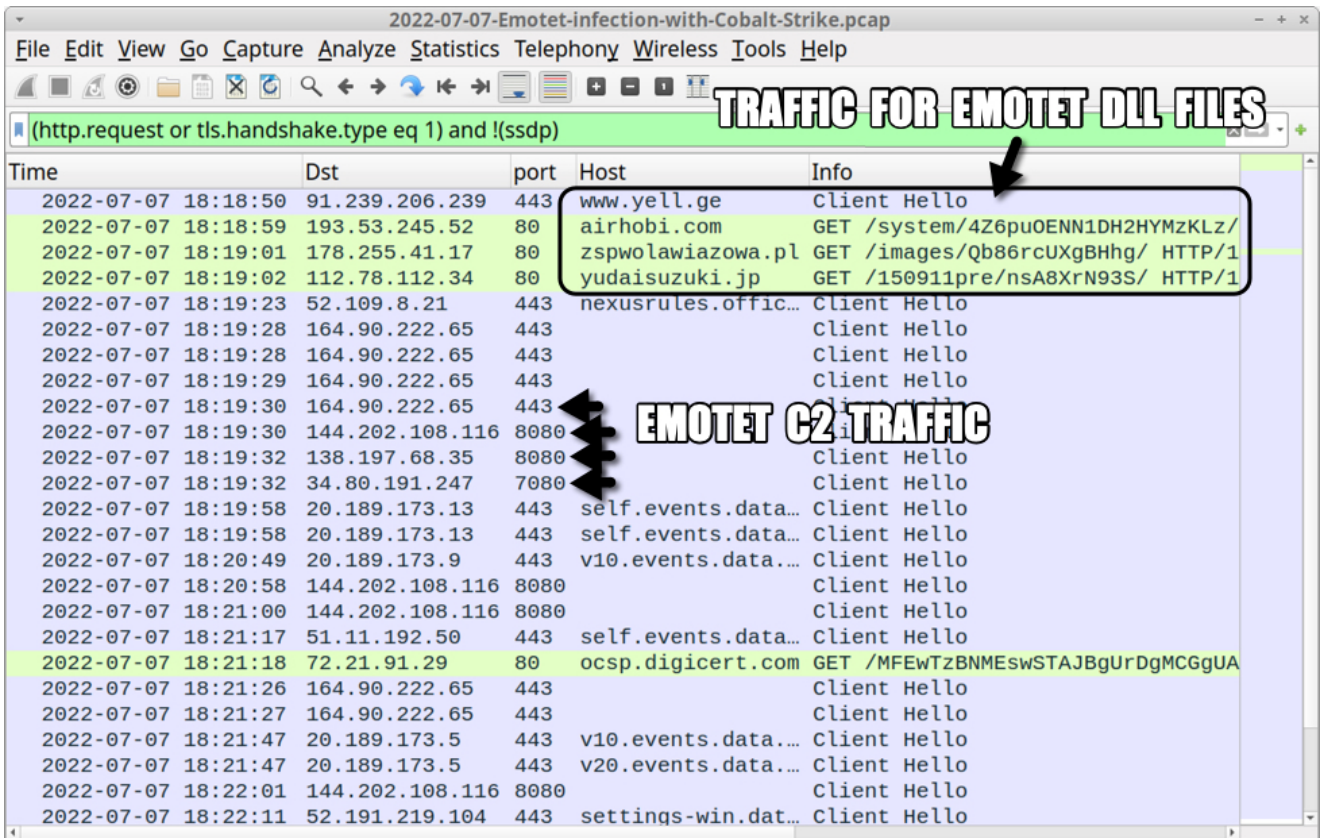 2022-07-07-Emotet-infection-with-Cobalt-Strike.pcap
File Edit View Go Capture Analyze Statistics Telephony Wireless Tools Help
TRAFFIC FOR EMOTET DLL FILES
(http.request or tls.handshake.type eq 1) and !(ssdp)
Time Dst port Host Info
2022-07-07 18:18:50 91.239.206.239 443 www.yell.ge Client Hello
2022-07-07 18:18:59 193.53.245.52 80 airhobi.com GET /system/4Z6puOENN1DH2HYMzKLz/
2022-07-07 18:19:01 178.255.41.17 80 zspwolawiazowa.pl GET /images/Qb86rcUXgBHhg/ HTTP/1
2022-07-07 18:19:02 112.78.112.34 80 yudaisuzuki.jp GET /150911pre/nsA8XrN93S/ HTTP/1
2022-07-07 18:19:23 52.109.8.21 443 nexusrules.offic… Client Hello
2022-07-07 18:19:28 164.90.222.65 443 Client Hello
2022-07-07 18:19:28 164.90.222.65 443 Client Hello
2022-07-07 18:19:29 164.90.222.65 443 Client Hello
2022-07-07 18:19:30 164.90.222.65 443
EMOTET C2 TRAFFIC
2022-07-07 18:19:30 144.202.108.116 8080
2022-07-07 18:19:32 138.197.68.35 8080 Client Hello
2022-07-07 18:19:32 34.80.191.247 7080 Client Hello
2022-07-07 18:19:58 20.189.173.13 443 self.events.data… Client Hello
2022-07-07 18:19:58 20.189.173.13 443 self.events.data… Client Hello
2022-07-07 18:20:49 20.189.173.9 443 v10.events.data.… Client Hello
2022-07-07 18:20:58 144.202.108.116 8080 Client Hello
2022-07-07 18:21:00 144.202.108.116 8080 Client Hello
2022-07-07 18:21:17 51.11.192.50 443 self.events.data… Client Hello
2022-07-07 18:21:18 72.21.91.29 80 ocsp.digicert.com GET /MFEwTzBNMEswSTAJBgUrDgMCGgUA
2022-07-07 18:21:26 164.90.222.65 443 Client Hello
2022-07-07 18:21:27 164.90.222.65 443 Client Hello
2022-07-07 18:21:47 20.189.173.5 443 v10.events.data.… Client Hello
2022-07-07 18:21:47 20.189.173.5 443 v20.events.data.… Client Hello
2022-07-07 18:22:01 144.202.108.116 8080 Client Hello
2022-07-07 18:22:11 52.191.219.104 443 settings-win.dat… Client Hello